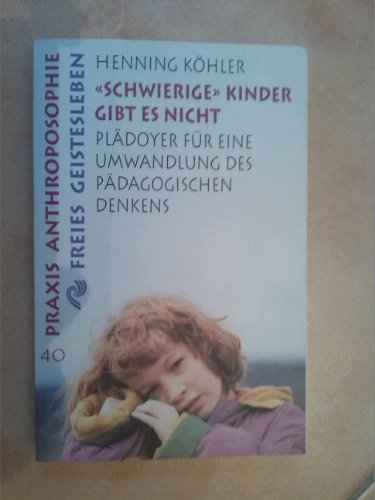 HENNING KÖHLER
«SCHWIERIGE» KINDER
GIBT ES NICHT
PLÄDOYER FÜR EINE
UMWANDLUNG DES
PÄDAGOGISCHEN
DENKENS
PRAXIS ANTHROPOSOPHIE
FREIES GEISTESLEBEN
40